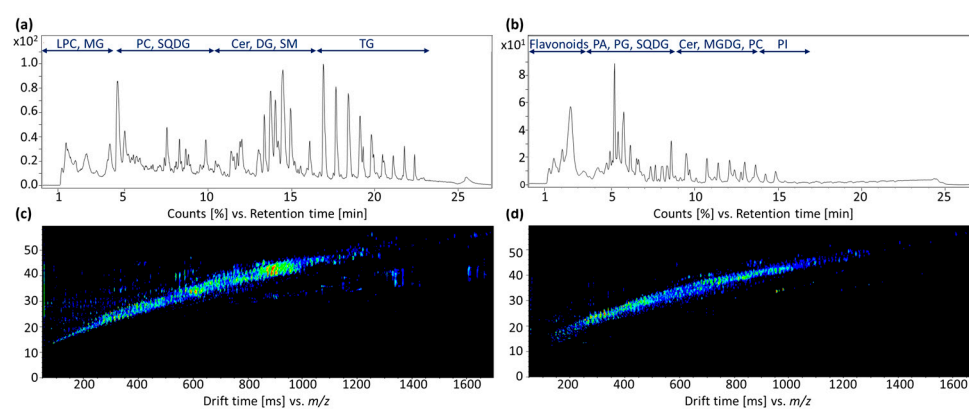 (a)
LPC, MG PC, SQDG Cer, DG, SM TG
x10²
1.0
0.8
0.6
0.4
0.2
0.0
1 5 10 15 20 25
Counts [%] vs. Retention time [min]
(b)
Flavonoids PA, PG, SQDG Cer, MGDG, PC PI
x10¹
8
6
4
2
0
1 5 10 15 20 25
Counts [%] vs. Retention time [min]
(c)
50
40
30
20
10
0
200 400 600 800 1000 1200 1400 1600
Drift time [ms] vs. m/z
(d)
50
40
30
20
10
0
200 400 600 800 1000 1200 1400 1600
Drift time [ms] vs. m/z